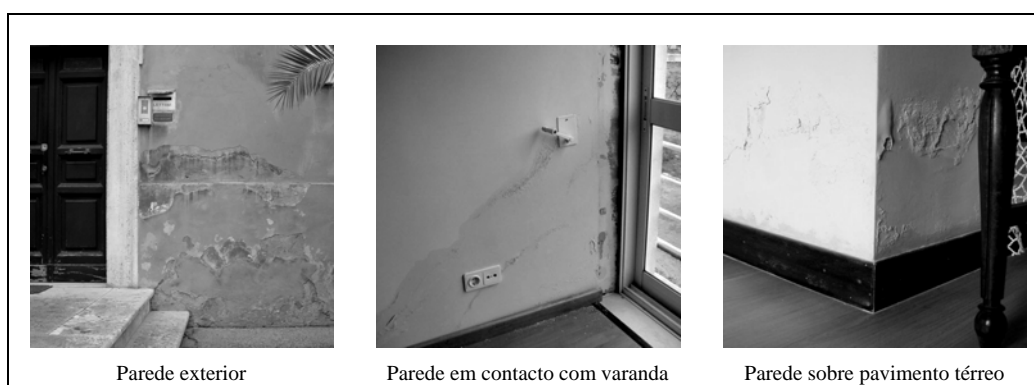 Parede exterior
Parede em contacto com varanda
Parede sobre pavimento térreo